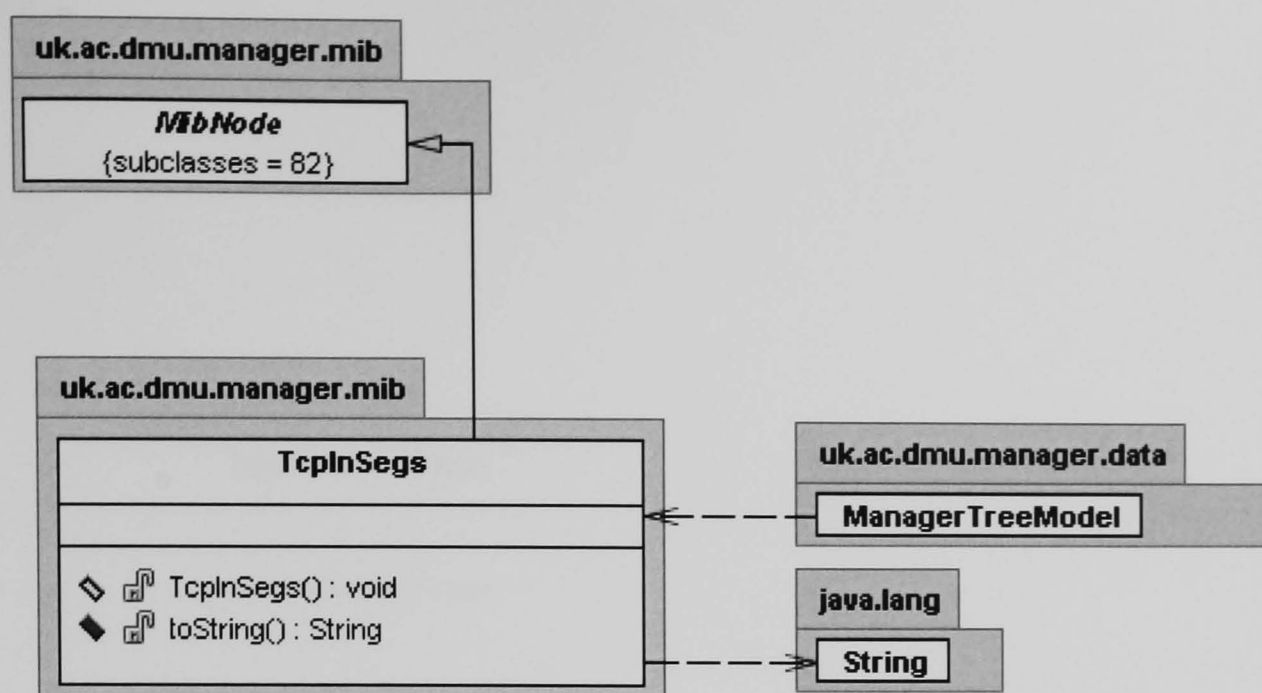 uk.ac.dmu.manager.mib
MibNode
{subclasses = 82}
uk.ac.dmu.manager.mib
TcpInSegs
TcpInSegs() : void
toString() : String
uk.ac.dmu.manager.data
ManagerTreeModel
java.lang
String